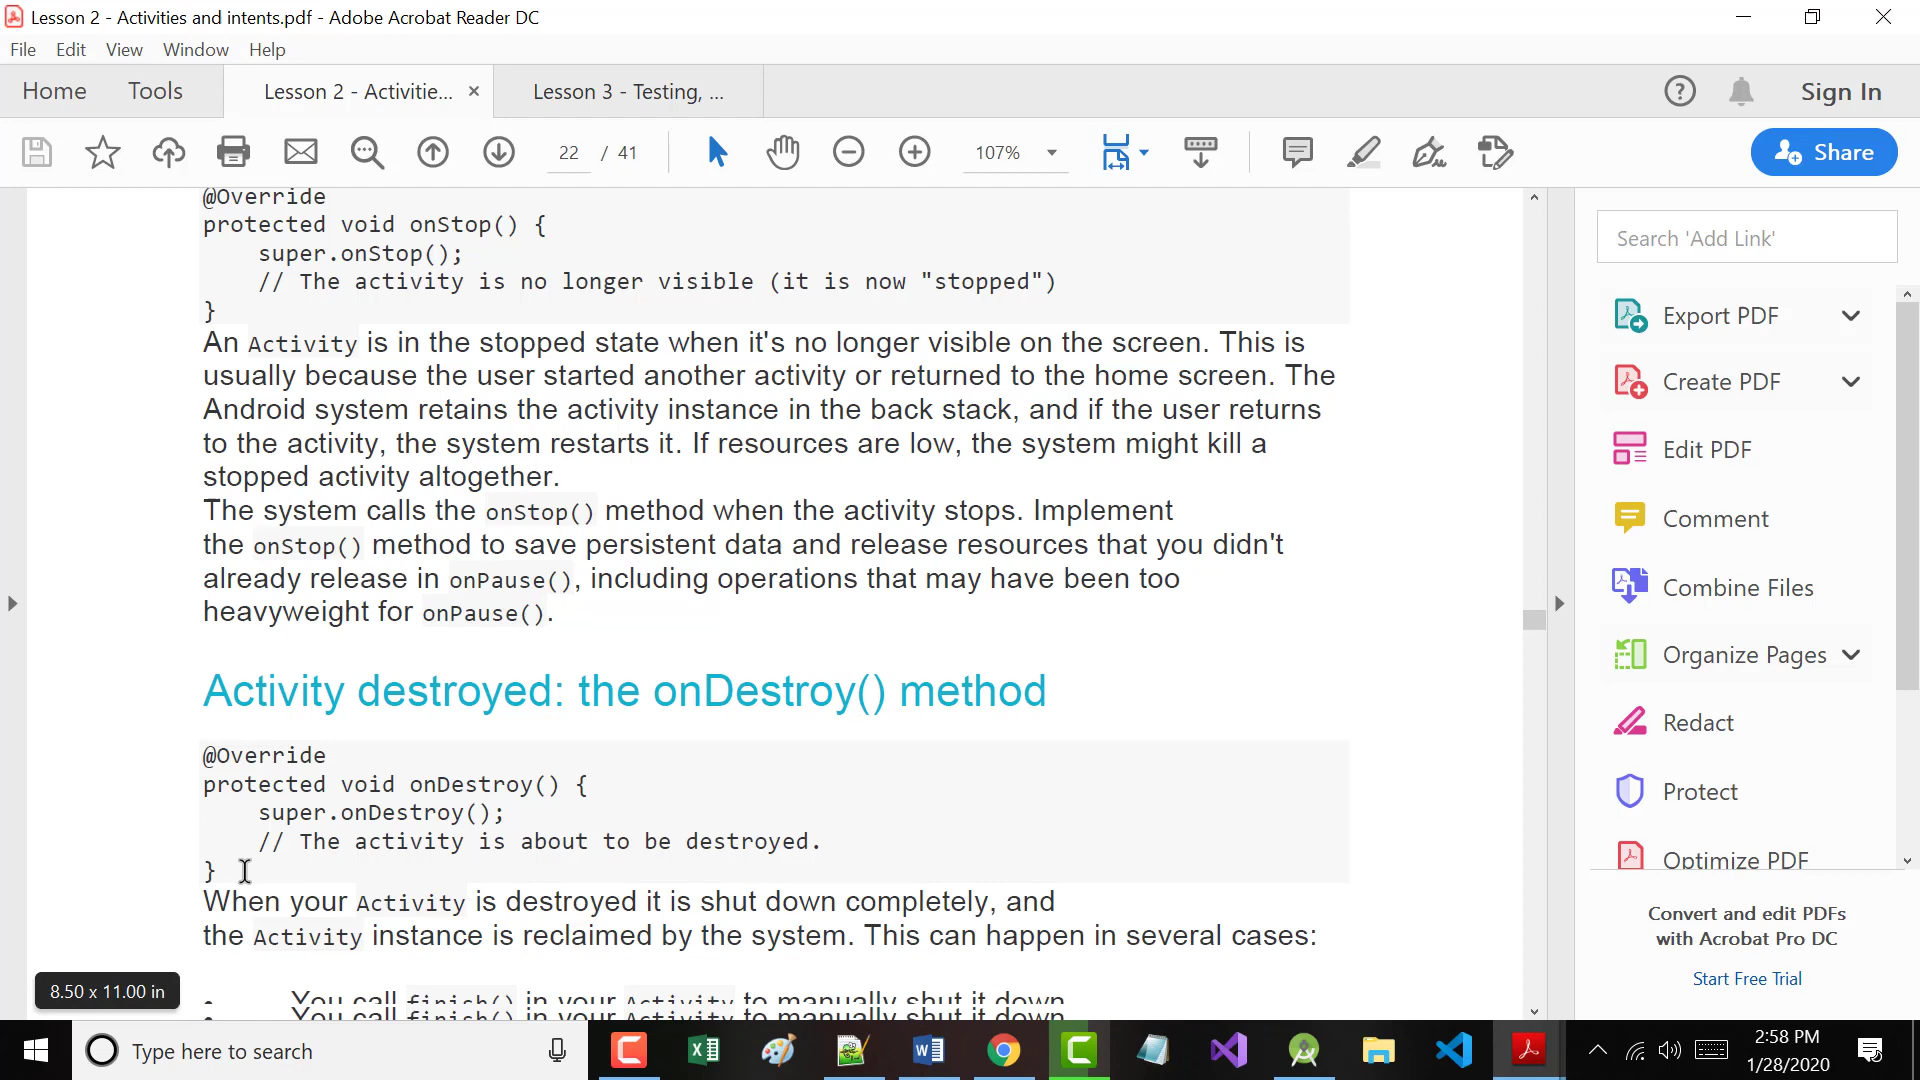 Lesson 2 - Activities and intents.pdf - Adobe Acrobat Reader DC
File Edit View Window Help
Home Tools Lesson 2 - Activitie... × Lesson 3 - Testing, ... Sign In
22 / 41 107% Share
@Override
protected void onStop() {
super.onStop();
// The activity is no longer visible (it is now "stopped")
}
An Activity is in the stopped state when it's no longer visible on the screen. This is
usually because the user started another activity or returned to the home screen. The
Android system retains the activity instance in the back stack, and if the user returns
to the activity, the system restarts it. If resources are low, the system might kill a
stopped activity altogether.
The system calls the onStop() method when the activity stops. Implement
the onStop() method to save persistent data and release resources that you didn't
already release in onPause(), including operations that may have been too
heavyweight for onPause().
Activity destroyed: the onDestroy() method
@Override
protected void onDestroy() {
super.onDestroy();
// The activity is about to be destroyed.
}
When your Activity is destroyed it is shut down completely, and
the Activity instance is reclaimed by the system. This can happen in several cases:
• You call finish() in your Activity to manually shut it down
8.50 x 11.00 in
Search 'Add Link'
Export PDF
Create PDF
Edit PDF
Comment
Combine Files
Organize Pages
Redact
Protect
Optimize PDF
Convert and edit PDFs
with Acrobat Pro DC
Start Free Trial
Type here to search
2:58 PM
1/28/2020